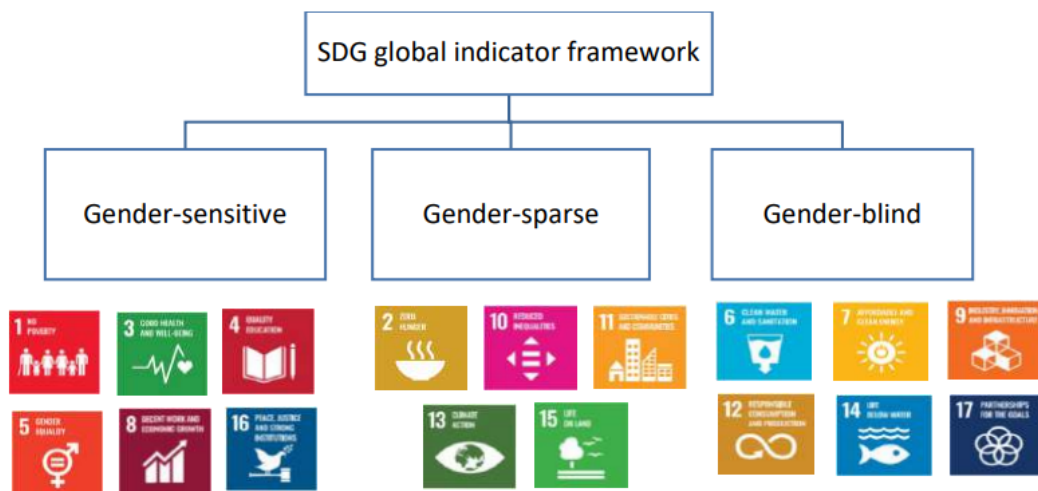 SDG global indicator framework
Gender-sensitive
Gender-sparse
Gender-blind
1 NO
POVERTY
3 GOOD HEALTH
AND WELL-BEING
4 QUALITY
EDUCATION
2 ZERO
HUNGER
10 REDUCED
INEQUALITIES
11 SUSTAINABLE CITIES
AND COMMUNITIES
6 CLEAN WATER
AND SANITATION
7 AFFORDABLE AND
CLEAN ENERGY
9 INDUSTRY, INNOVATION
AND INFRASTRUCTURE
5 GENDER
EQUALITY
8 DECENT WORK AND
ECONOMIC GROWTH
16 PEACE, JUSTICE
AND STRONG
INSTITUTIONS
13 CLIMATE
ACTION
15 LIFE
ON LAND
12 RESPONSIBLE
CONSUMPTION
AND PRODUCTION
14 LIFE
BELOW WATER
17 PARTNERSHIPS
FOR THE GOALS